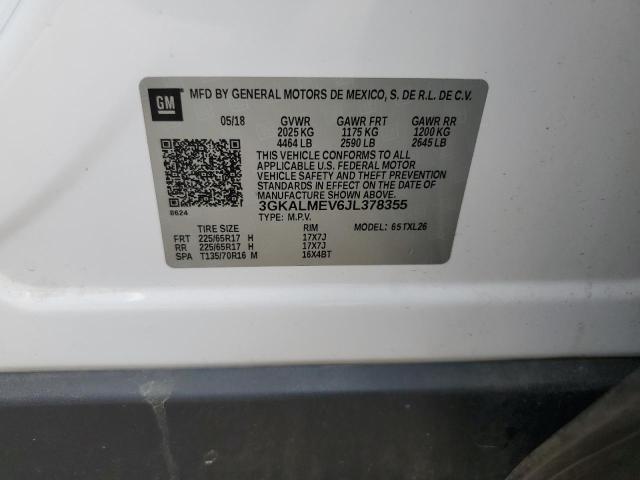 GM
MFD BY GENERAL MOTORS DE MEXICO, S. DE R.L. DE C.V.
05/18 GVWR GAWR FRT GAWR RR
2025 KG 1175 KG 1200 KG
4464 LB 2590 LB 2645 LB
THIS VEHICLE CONFORMS TO ALL
APPLICABLE U.S. FEDERAL MOTOR
VEHICLE SAFETY AND THEFT
PREVENTION STANDARDS IN EFFECT
ON THE DATE OF MANUFACTURE
SHOWN ABOVE.
3GKALMEV6JL378355
8624
TYPE: M.P.V. MODEL: 6STXL26
TIRE SIZE RIM
FRT 225/65R17 H 17X7J
RR 225/65R17 H 17X7J
SPA T135/70R16 M 16X4BT